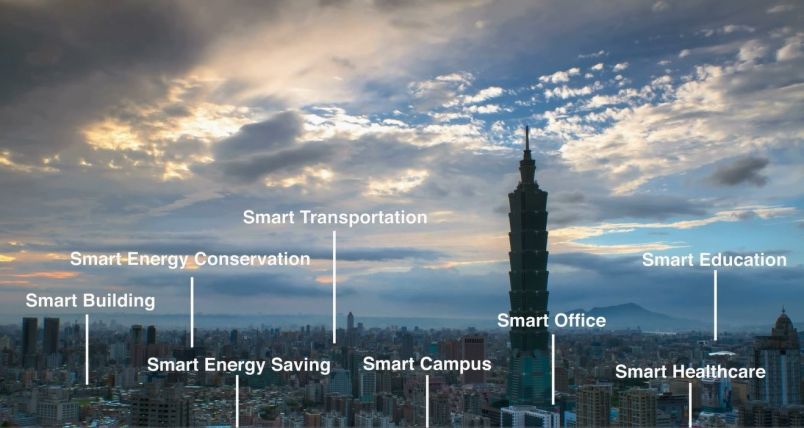 Smart Transportation
Smart Energy Conservation
Smart Education
Smart Building
Smart Office
Smart Energy Saving
Smart Campus
Smart Healthcare